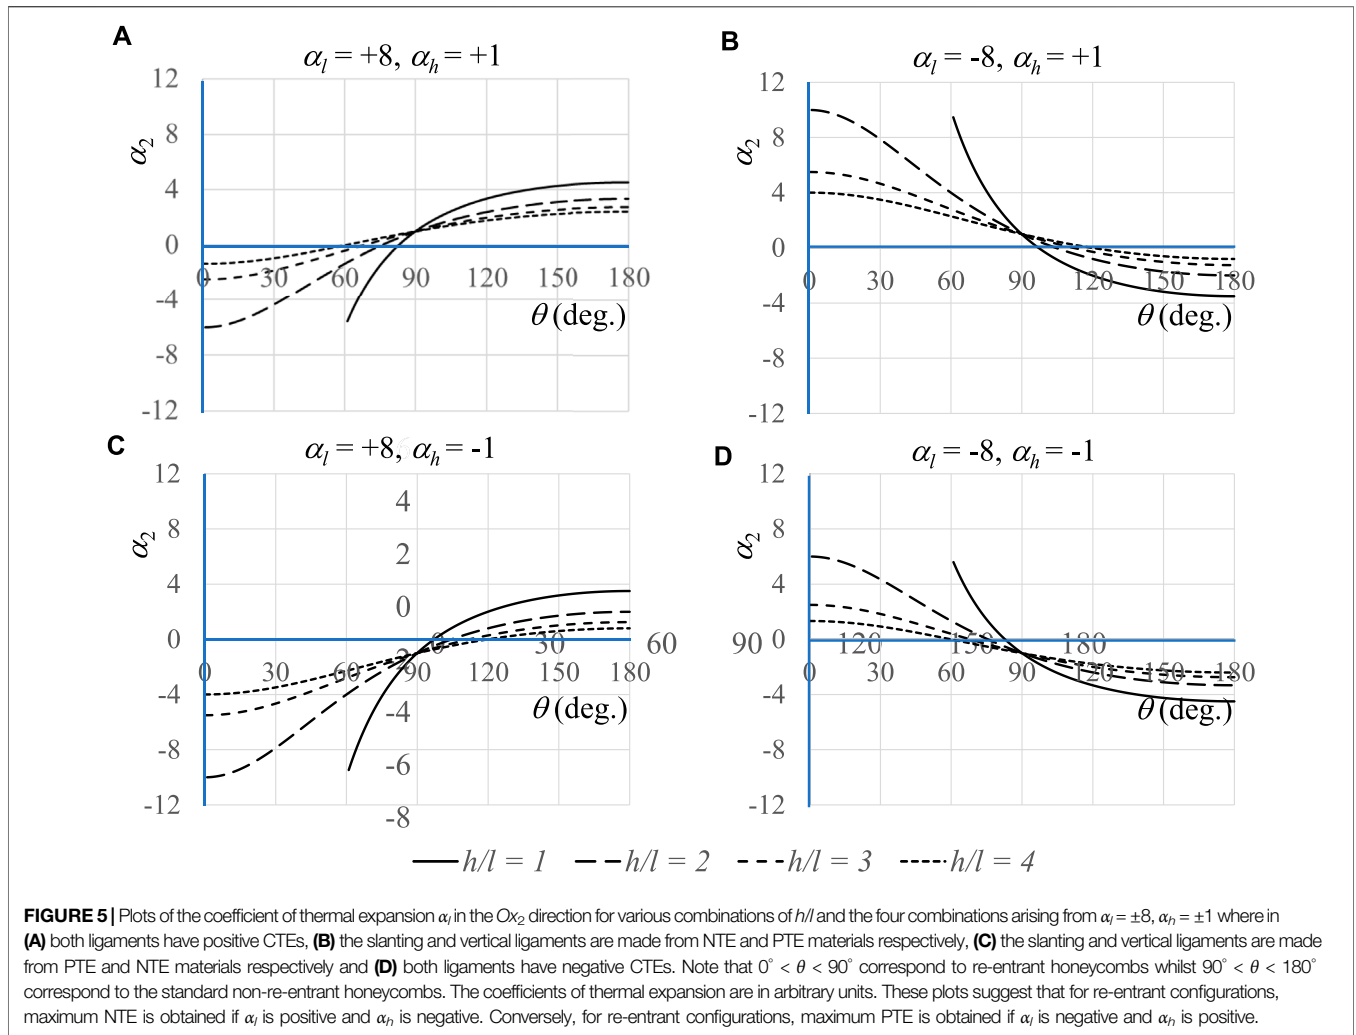 A
αl = +8, αh = +1
α2
12
8
4
0
-4
-8
-12
0 30 60 90 120 150 180
θ (deg.)
B
αl = -8, αh = +1
α2
12
8
4
0
-4
-8
-12
0 30 60 90 120 150 180
θ (deg.)
C
αl = +8, αh = -1
α2
12
8
4
0
-4
-8
-12
0 30 60 90 120 150 180
θ (deg.)
4
2
0
-2
-4
-6
-8
0 30 60 90 120 150 180
D
αl = -8, αh = -1
α2
12
8
4
0
-4
-8
-12
0 30 60 90 120 150 180
θ (deg.)
h/l = 1 h/l = 2 h/l = 3 h/l = 4
FIGURE 5 | Plots of the coefficient of thermal expansion αl in the Ox2 direction for various combinations of h/l and the four combinations arising from αl = ±8, αh = ±1 where in
(A) both ligaments have positive CTEs, (B) the slanting and vertical ligaments are made from NTE and PTE materials respectively, (C) the slanting and vertical ligaments are made
from PTE and NTE materials respectively and (D) both ligaments have negative CTEs. Note that 0° < θ < 90° correspond to re-entrant honeycombs whilst 90° < θ < 180°
correspond to the standard non-re-entrant honeycombs. The coefficients of thermal expansion are in arbitrary units. These plots suggest that for re-entrant configurations,
maximum NTE is obtained if αl is positive and αh is negative. Conversely, for re-entrant configurations, maximum PTE is obtained if αl is negative and αh is positive.